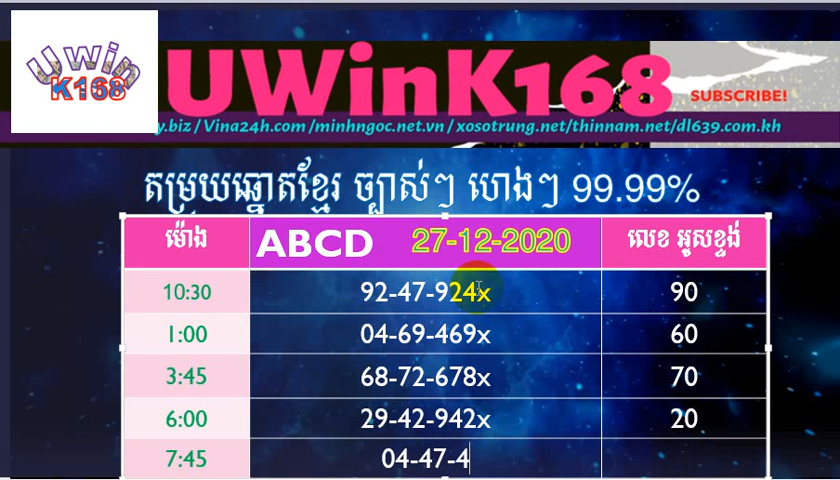 Uwin
K168
UWinK168
SUBSCRIBE!
y.biz / Vina24h.com /minhngoc.net.vn / xosotrung.net/thinnam.net/dl639.com.kh
តម្រុយឆ្នោតខ្មែរ ច្បាស់ៗ ហេងៗ 99.99%
ម៉ោង ABCD 27-12-2020 លេខ អូសខ្ទង់
10:30 92-47-924x 90
1:00 04-69-469x 60
3:45 68-72-678x 70
6:00 29-42-942x 20
7:45 04-47-4